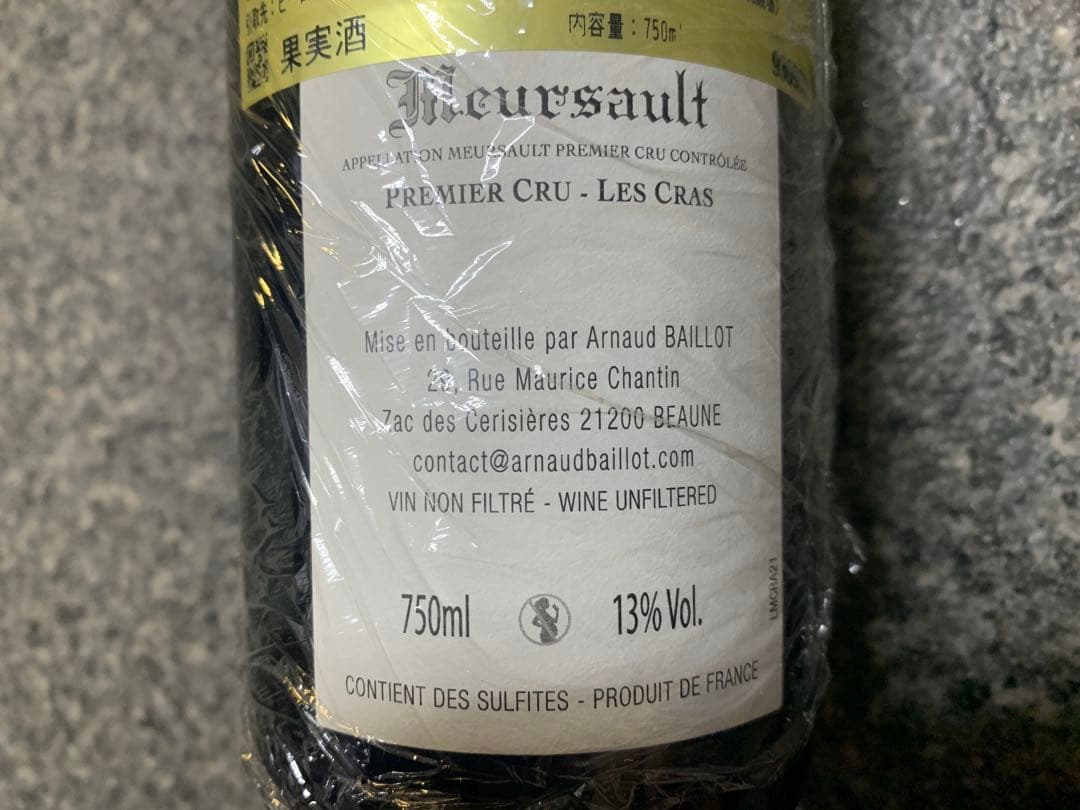 果実酒
内容量：750mℓ
Meursault
APPELLATION MEURSAULT PREMIER CRU CONTRÔLÉE
PREMIER CRU - LES CRAS
Mise en bouteille par Arnaud BAILLOT
Rue Maurice Chantin
Zac des Cerisières 21200 BEAUNE
contact@arnaudbaillot.com
VIN NON FILTRÉ - WINE UNFILTERED
750ml 13% Vol.
LMCRA21
CONTIENT DES SULFITES - PRODUIT DE FRANCE